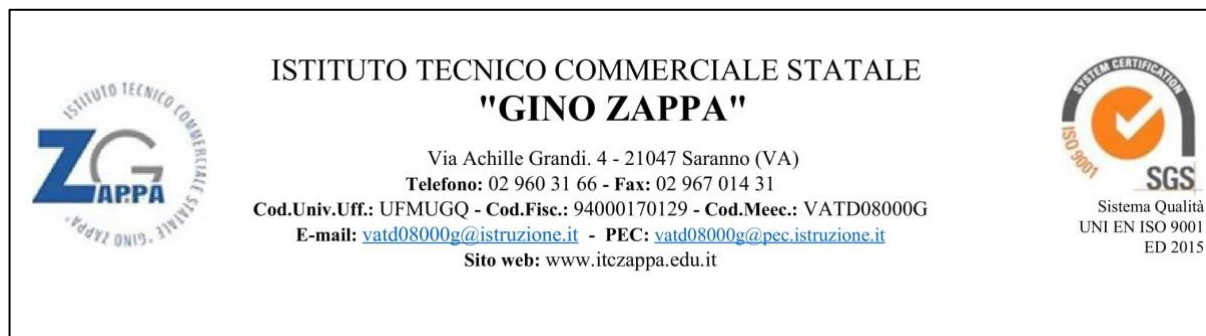 ISTITUTO TECNICO COMMERCIALE STATALE "GINO ZAPPA"
ZG
ZAPPA
ISTITUTO TECNICO COMMERCIALE STATALE
"GINO ZAPPA"
Via Achille Grandi. 4 - 21047 Saranno (VA)
Telefono: 02 960 31 66 - Fax: 02 967 014 31
Cod.Univ.Uff.: UFMUGQ - Cod.Fisc.: 94000170129 - Cod.Meec.: VATD08000G
E-mail: vatd08000g@istruzione.it - PEC: vatd08000g@pec.istruzione.it
Sito web: www.itczappa.edu.it
SYSTEM CERTIFICATION
ISO 9001
SGS
Sistema Qualità
UNI EN ISO 9001
ED 2015